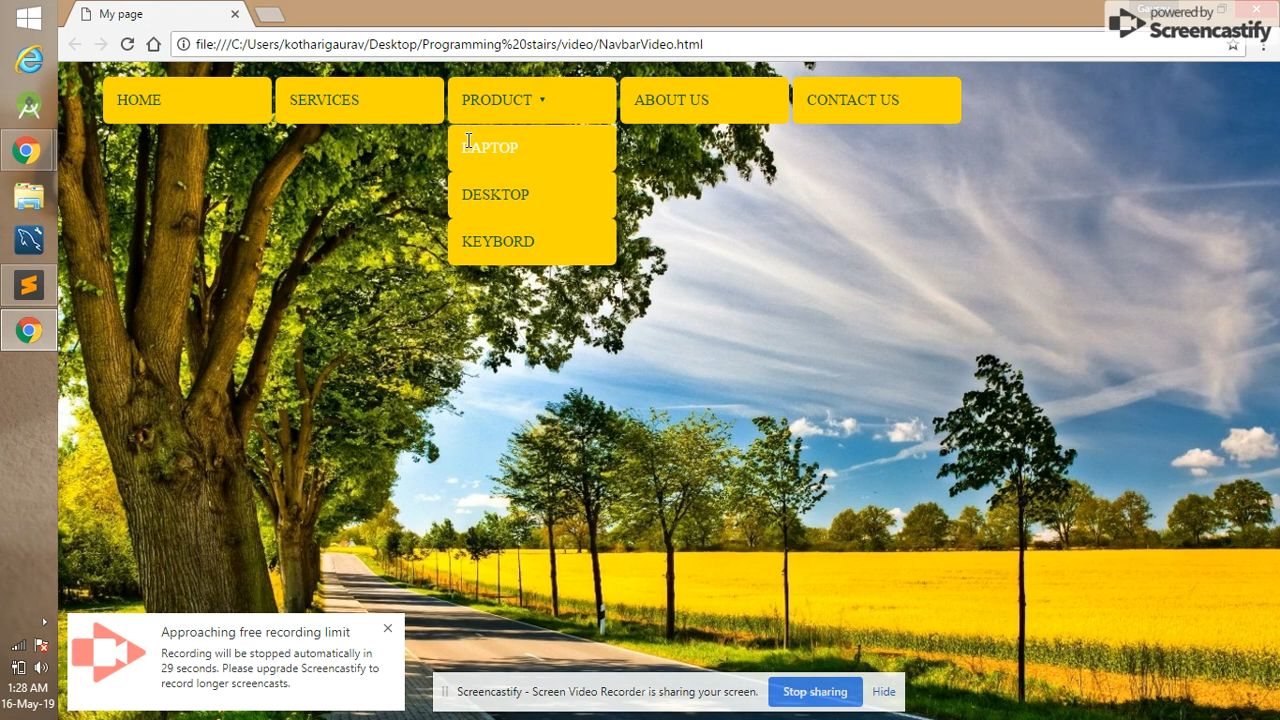 My page
powered by
Screencastify
file:///C:/Users/kotharigaurav/Desktop/Programming%20stairs/video/NavbarVideo.html
HOME
SERVICES
PRODUCT ▾
ABOUT US
CONTACT US
LAPTOP
DESKTOP
KEYBORD
Approaching free recording limit
Recording will be stopped automatically in
29 seconds. Please upgrade Screencastify to
record longer screencasts.
Screencastify - Screen Video Recorder is sharing your screen.
Stop sharing
Hide
1:28 AM
16-May-19